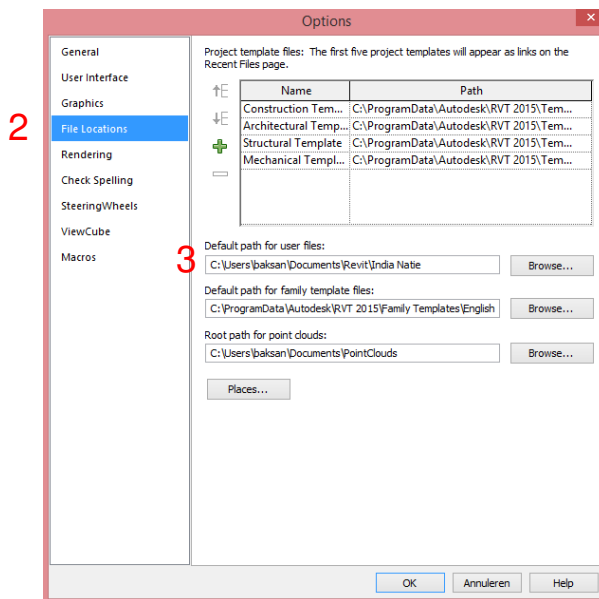 Options
General
User Interface
Graphics
2
File Locations
Rendering
Check Spelling
SteeringWheels
ViewCube
Macros
Project template files: The first five project templates will appear as links on the
Recent Files page.
Name Path
Construction Tem... C:\ProgramData\Autodesk\RVT 2015\Tem...
Architectural Temp... C:\ProgramData\Autodesk\RVT 2015\Tem...
Structural Template C:\ProgramData\Autodesk\RVT 2015\Tem...
Mechanical Templ... C:\ProgramData\Autodesk\RVT 2015\Tem...
Default path for user files:
3
C:\Users\baksan\Documents\Revit\India Natie Browse...
Default path for family template files:
C:\ProgramData\Autodesk\RVT 2015\Family Templates\English Browse...
Root path for point clouds:
C:\Users\baksan\Documents\PointClouds Browse...
Places...
OK Annuleren Help